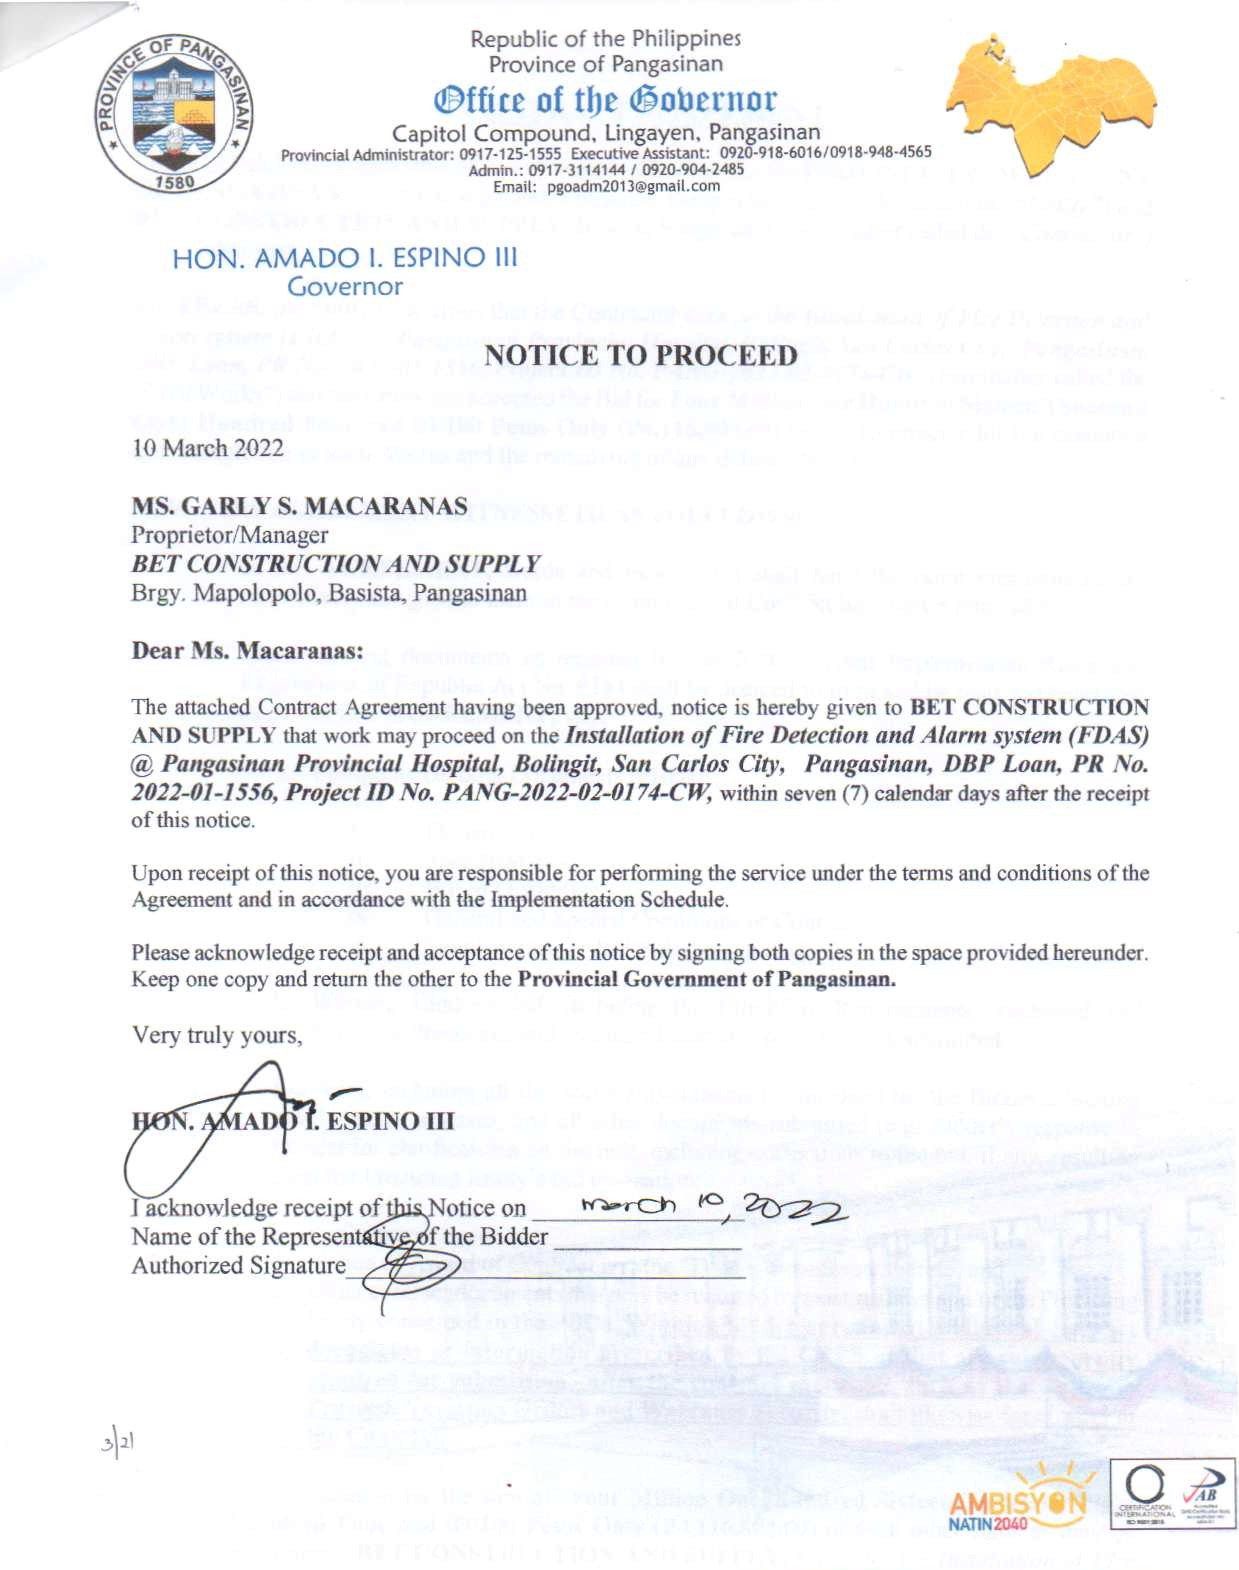 Republic of the Philippines
Province of Pangasinan
Office of the Governor
Capitol Compound, Lingayen, Pangasinan
Provincial Administrator: 0917-125-1555 Executive Assistant: 0920-918-6016/0918-948-4565
Admin.: 0917-3114144 / 0920-904-2485
Email: pgoadm2013@gmail.com
PROVINCE OF PANGASINAN
1580
HON. AMADO I. ESPINO III
Governor
NOTICE TO PROCEED
10 March 2022
MS. GARLY S. MACARANAS
Proprietor/Manager
BET CONSTRUCTION AND SUPPLY
Brgy. Mapolopolo, Basista, Pangasinan
Dear Ms. Macaranas:
The attached Contract Agreement having been approved, notice is hereby given to BET CONSTRUCTION
AND SUPPLY that work may proceed on the Installation of Fire Detection and Alarm system (FDAS)
@ Pangasinan Provincial Hospital, Bolingit, San Carlos City, Pangasinan, DBP Loan, PR No.
2022-01-1556, Project ID No. PANG-2022-02-0174-CW, within seven (7) calendar days after the receipt
of this notice.
Upon receipt of this notice, you are responsible for performing the service under the terms and conditions of the
Agreement and in accordance with the Implementation Schedule.
Please acknowledge receipt and acceptance of this notice by signing both copies in the space provided hereunder.
Keep one copy and return the other to the Provincial Government of Pangasinan.
Very truly yours,
HON. AMADO I. ESPINO III
I acknowledge receipt of this Notice on March 10, 2022
Name of the Representative of the Bidder
Authorized Signature
3/21
AMBISYON
NATIN 2040
CERTIFICATION
INTERNATIONAL
ISO 9001:2015
JAB